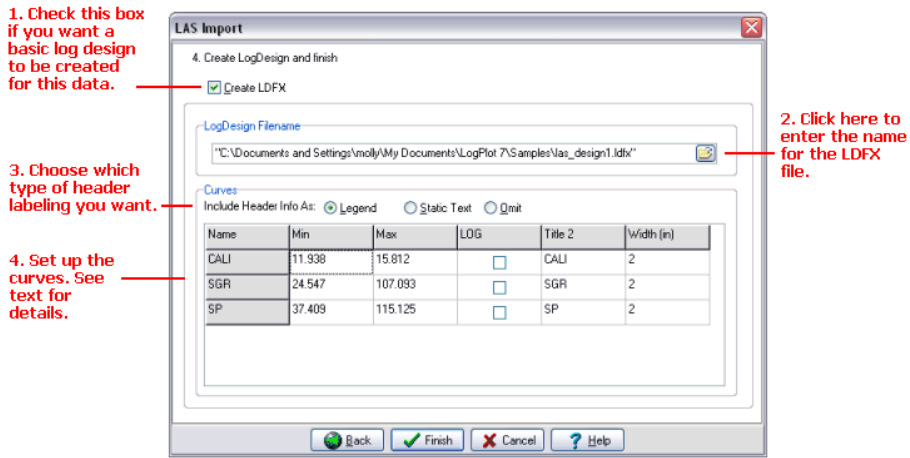 1. Check this box
if you want a
basic log design
to be created
for this data.
LAS Import
4. Create LogDesign and finish
Create LDFX
LogDesign Filename
"C:\Documents and Settings\molly\My Documents\LogPlot 7\Samples\las_design1.ldfx"
2. Click here to
enter the name
for the LDFX
file.
3. Choose which
type of header
labeling you want.
Curves
Include Header Info As: Legend Static Text Omit
Name Min Max LOG Title 2 Width (in)
CALI 11.938 15.812 CALI 2
SGR 24.547 107.093 SGR 2
SP 37.409 115.125 SP 2
4. Set up the
curves. See
text for
details.
Back Finish Cancel Help